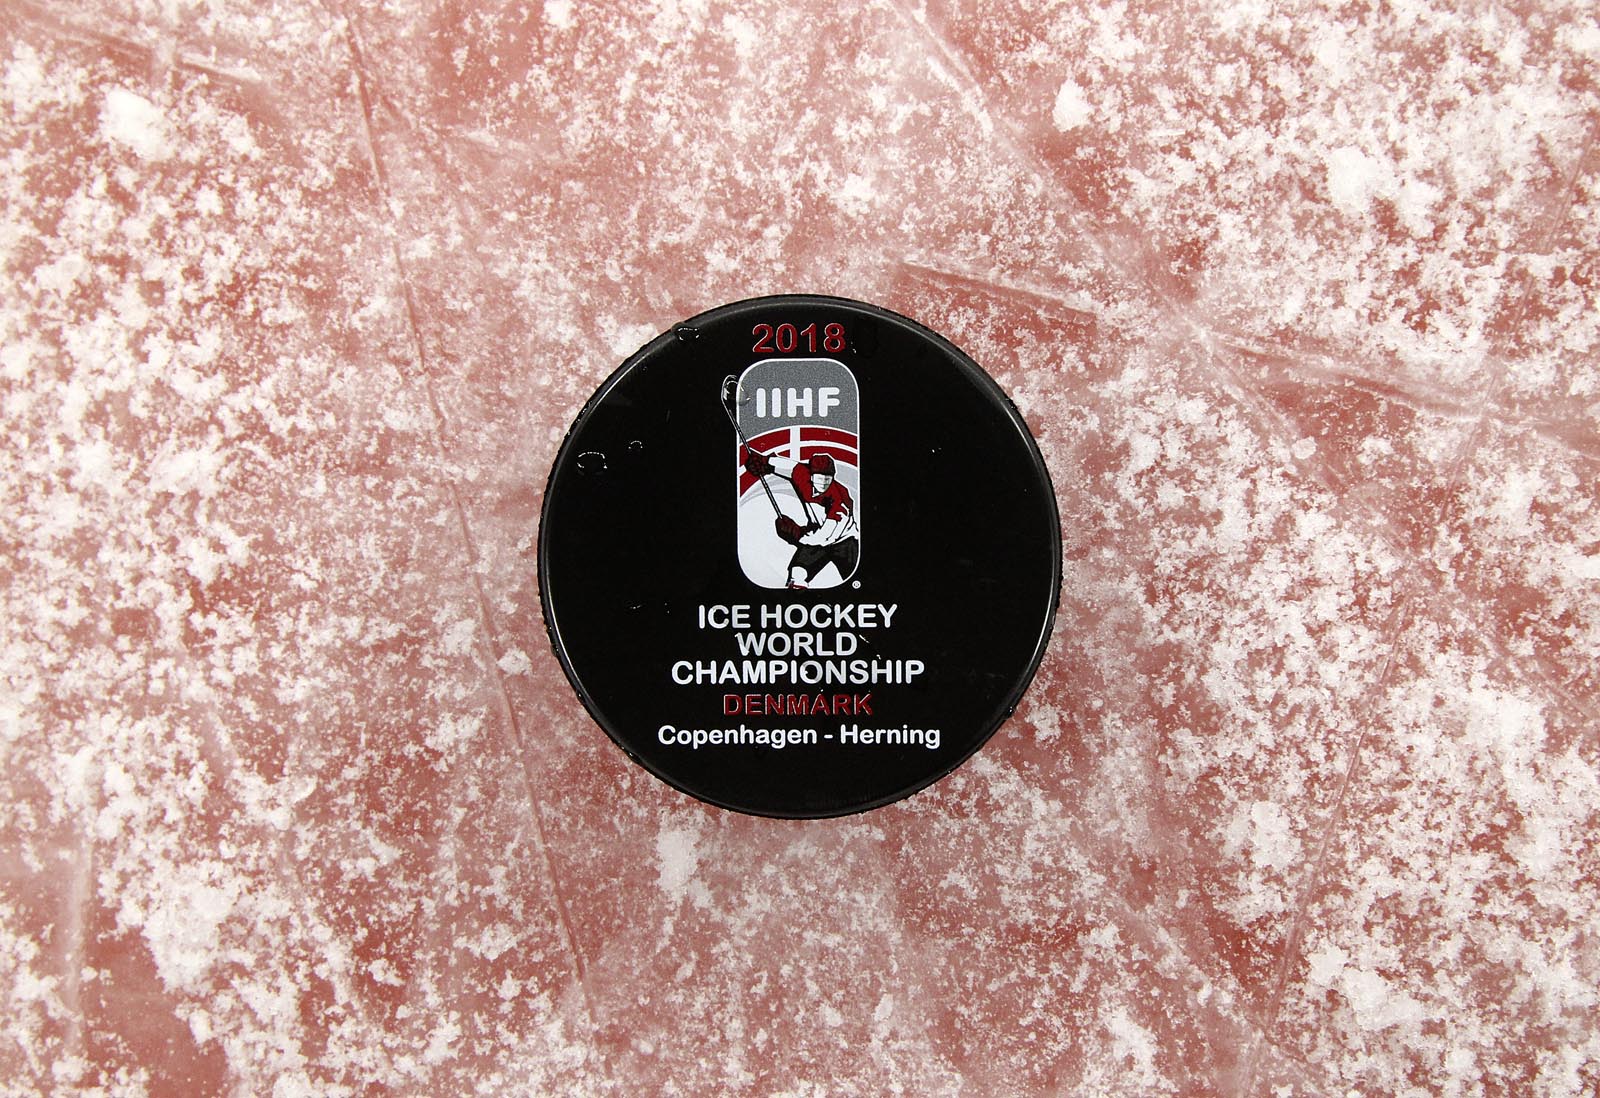 2018
IIHF
®
ICE HOCKEY
WORLD
CHAMPIONSHIP
DENMARK
Copenhagen - Herning